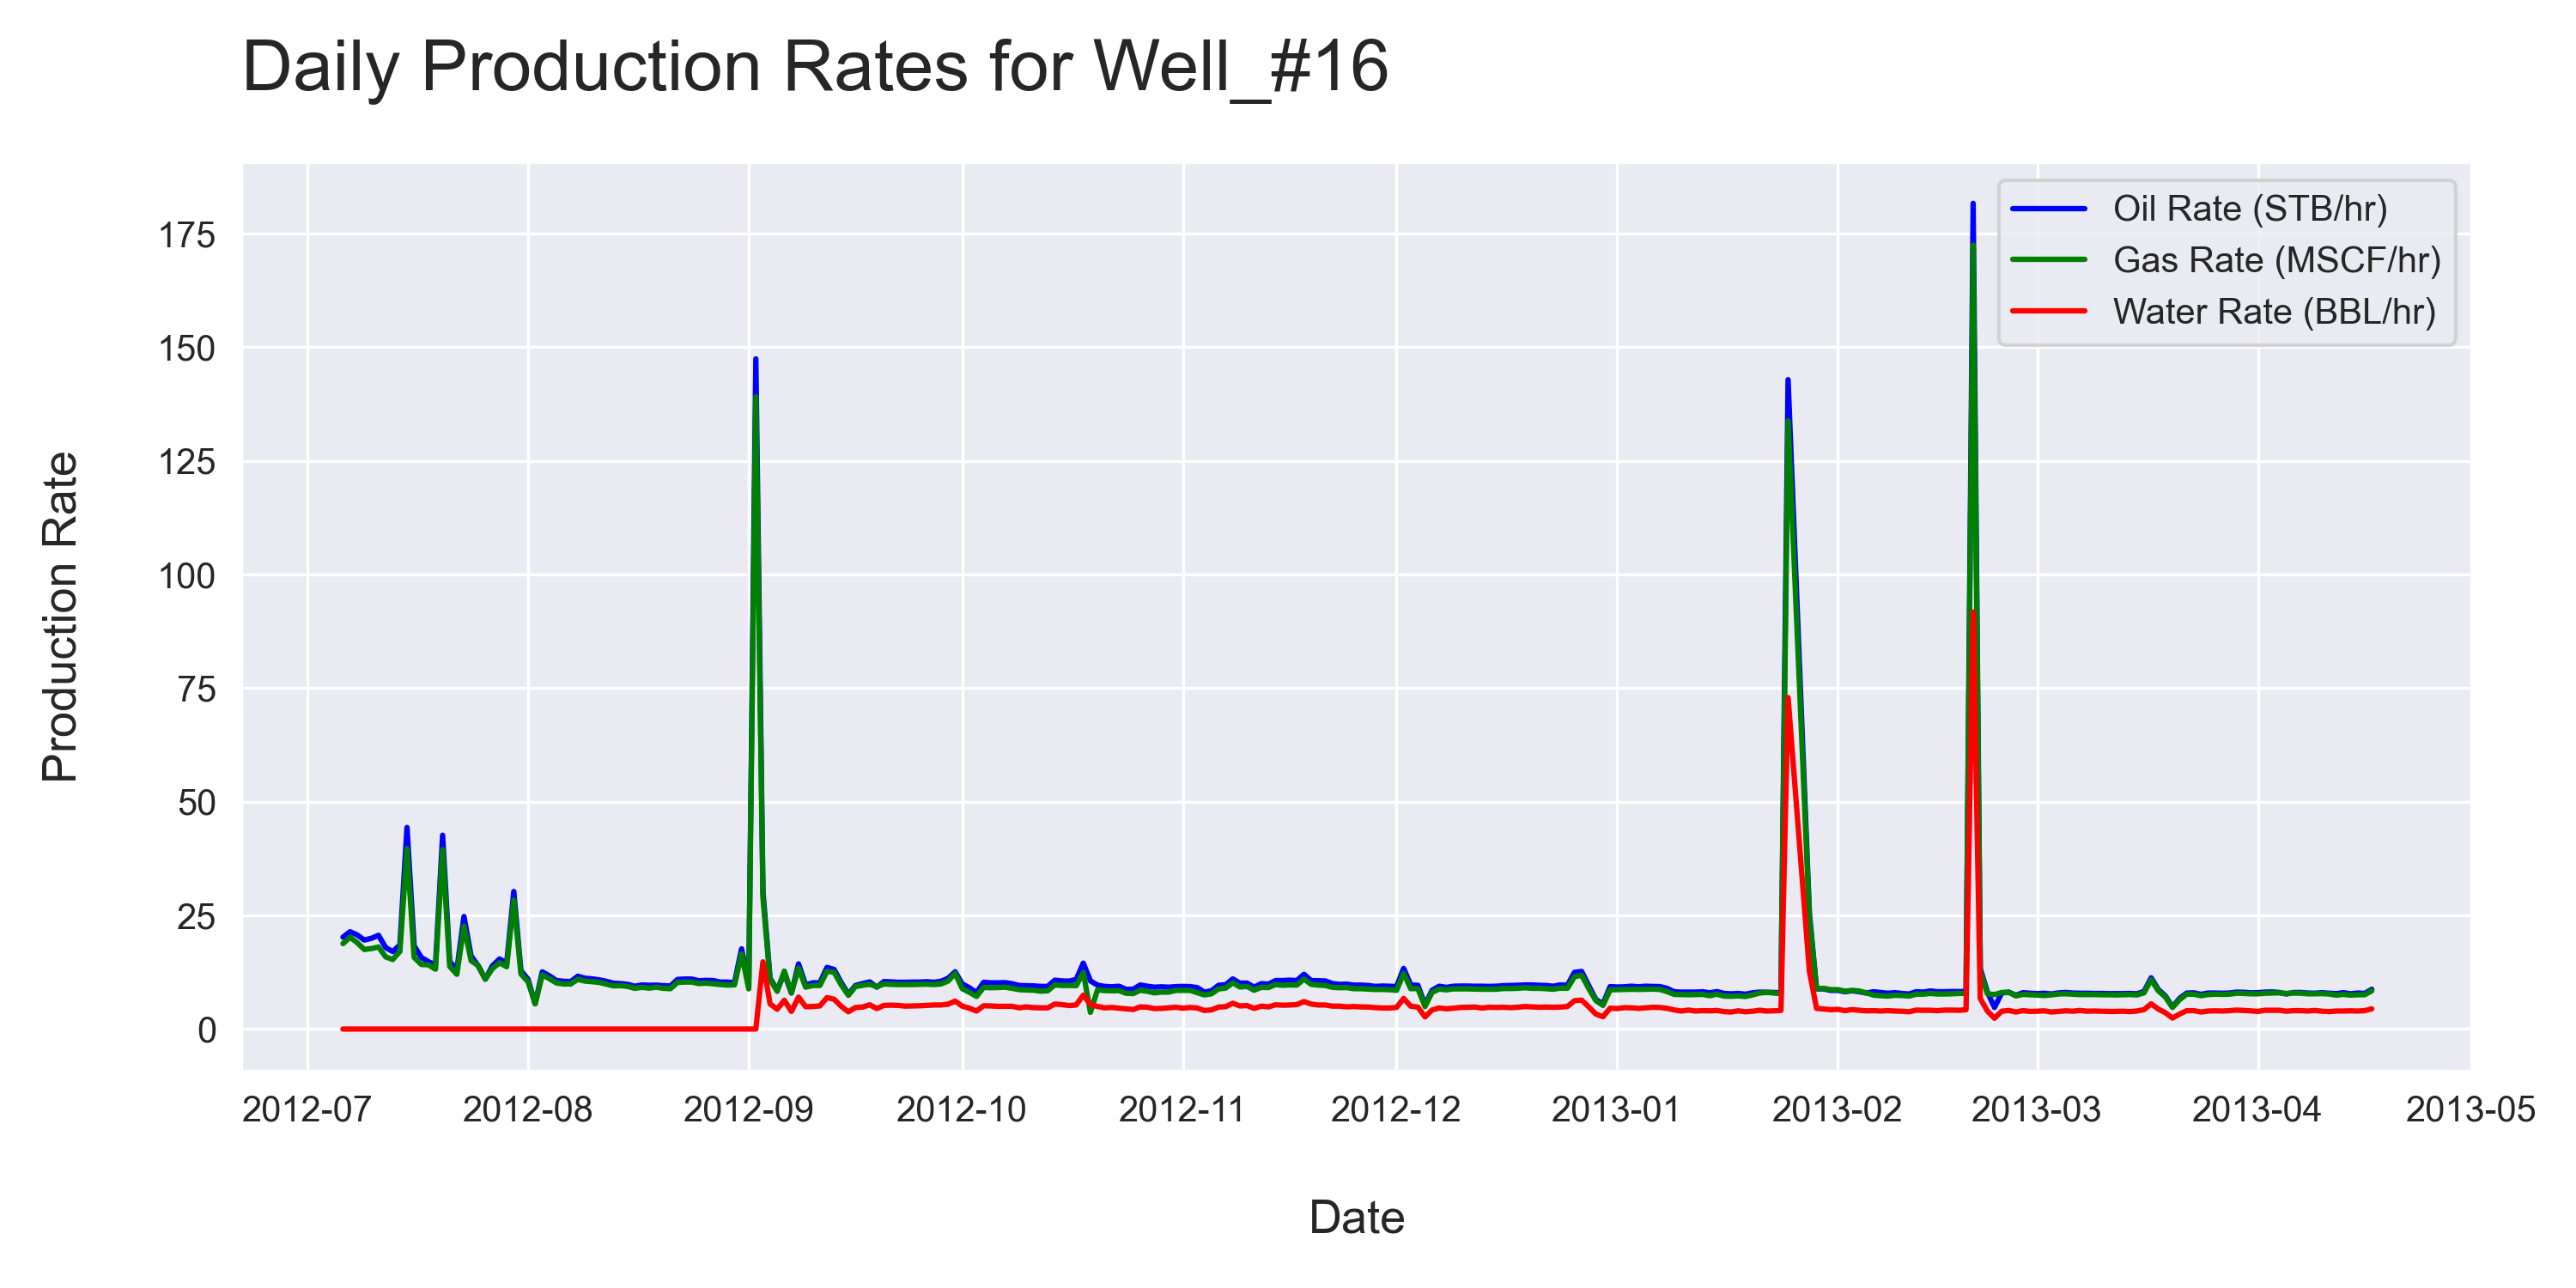 Daily Production Rates for Well_#16
Oil Rate (STB/hr)
Gas Rate (MSCF/hr)
Water Rate (BBL/hr)
Production Rate
175
150
125
100
75
50
25
0
2012-07 2012-08 2012-09 2012-10 2012-11 2012-12 2013-01 2013-02 2013-03 2013-04 2013-05
Date